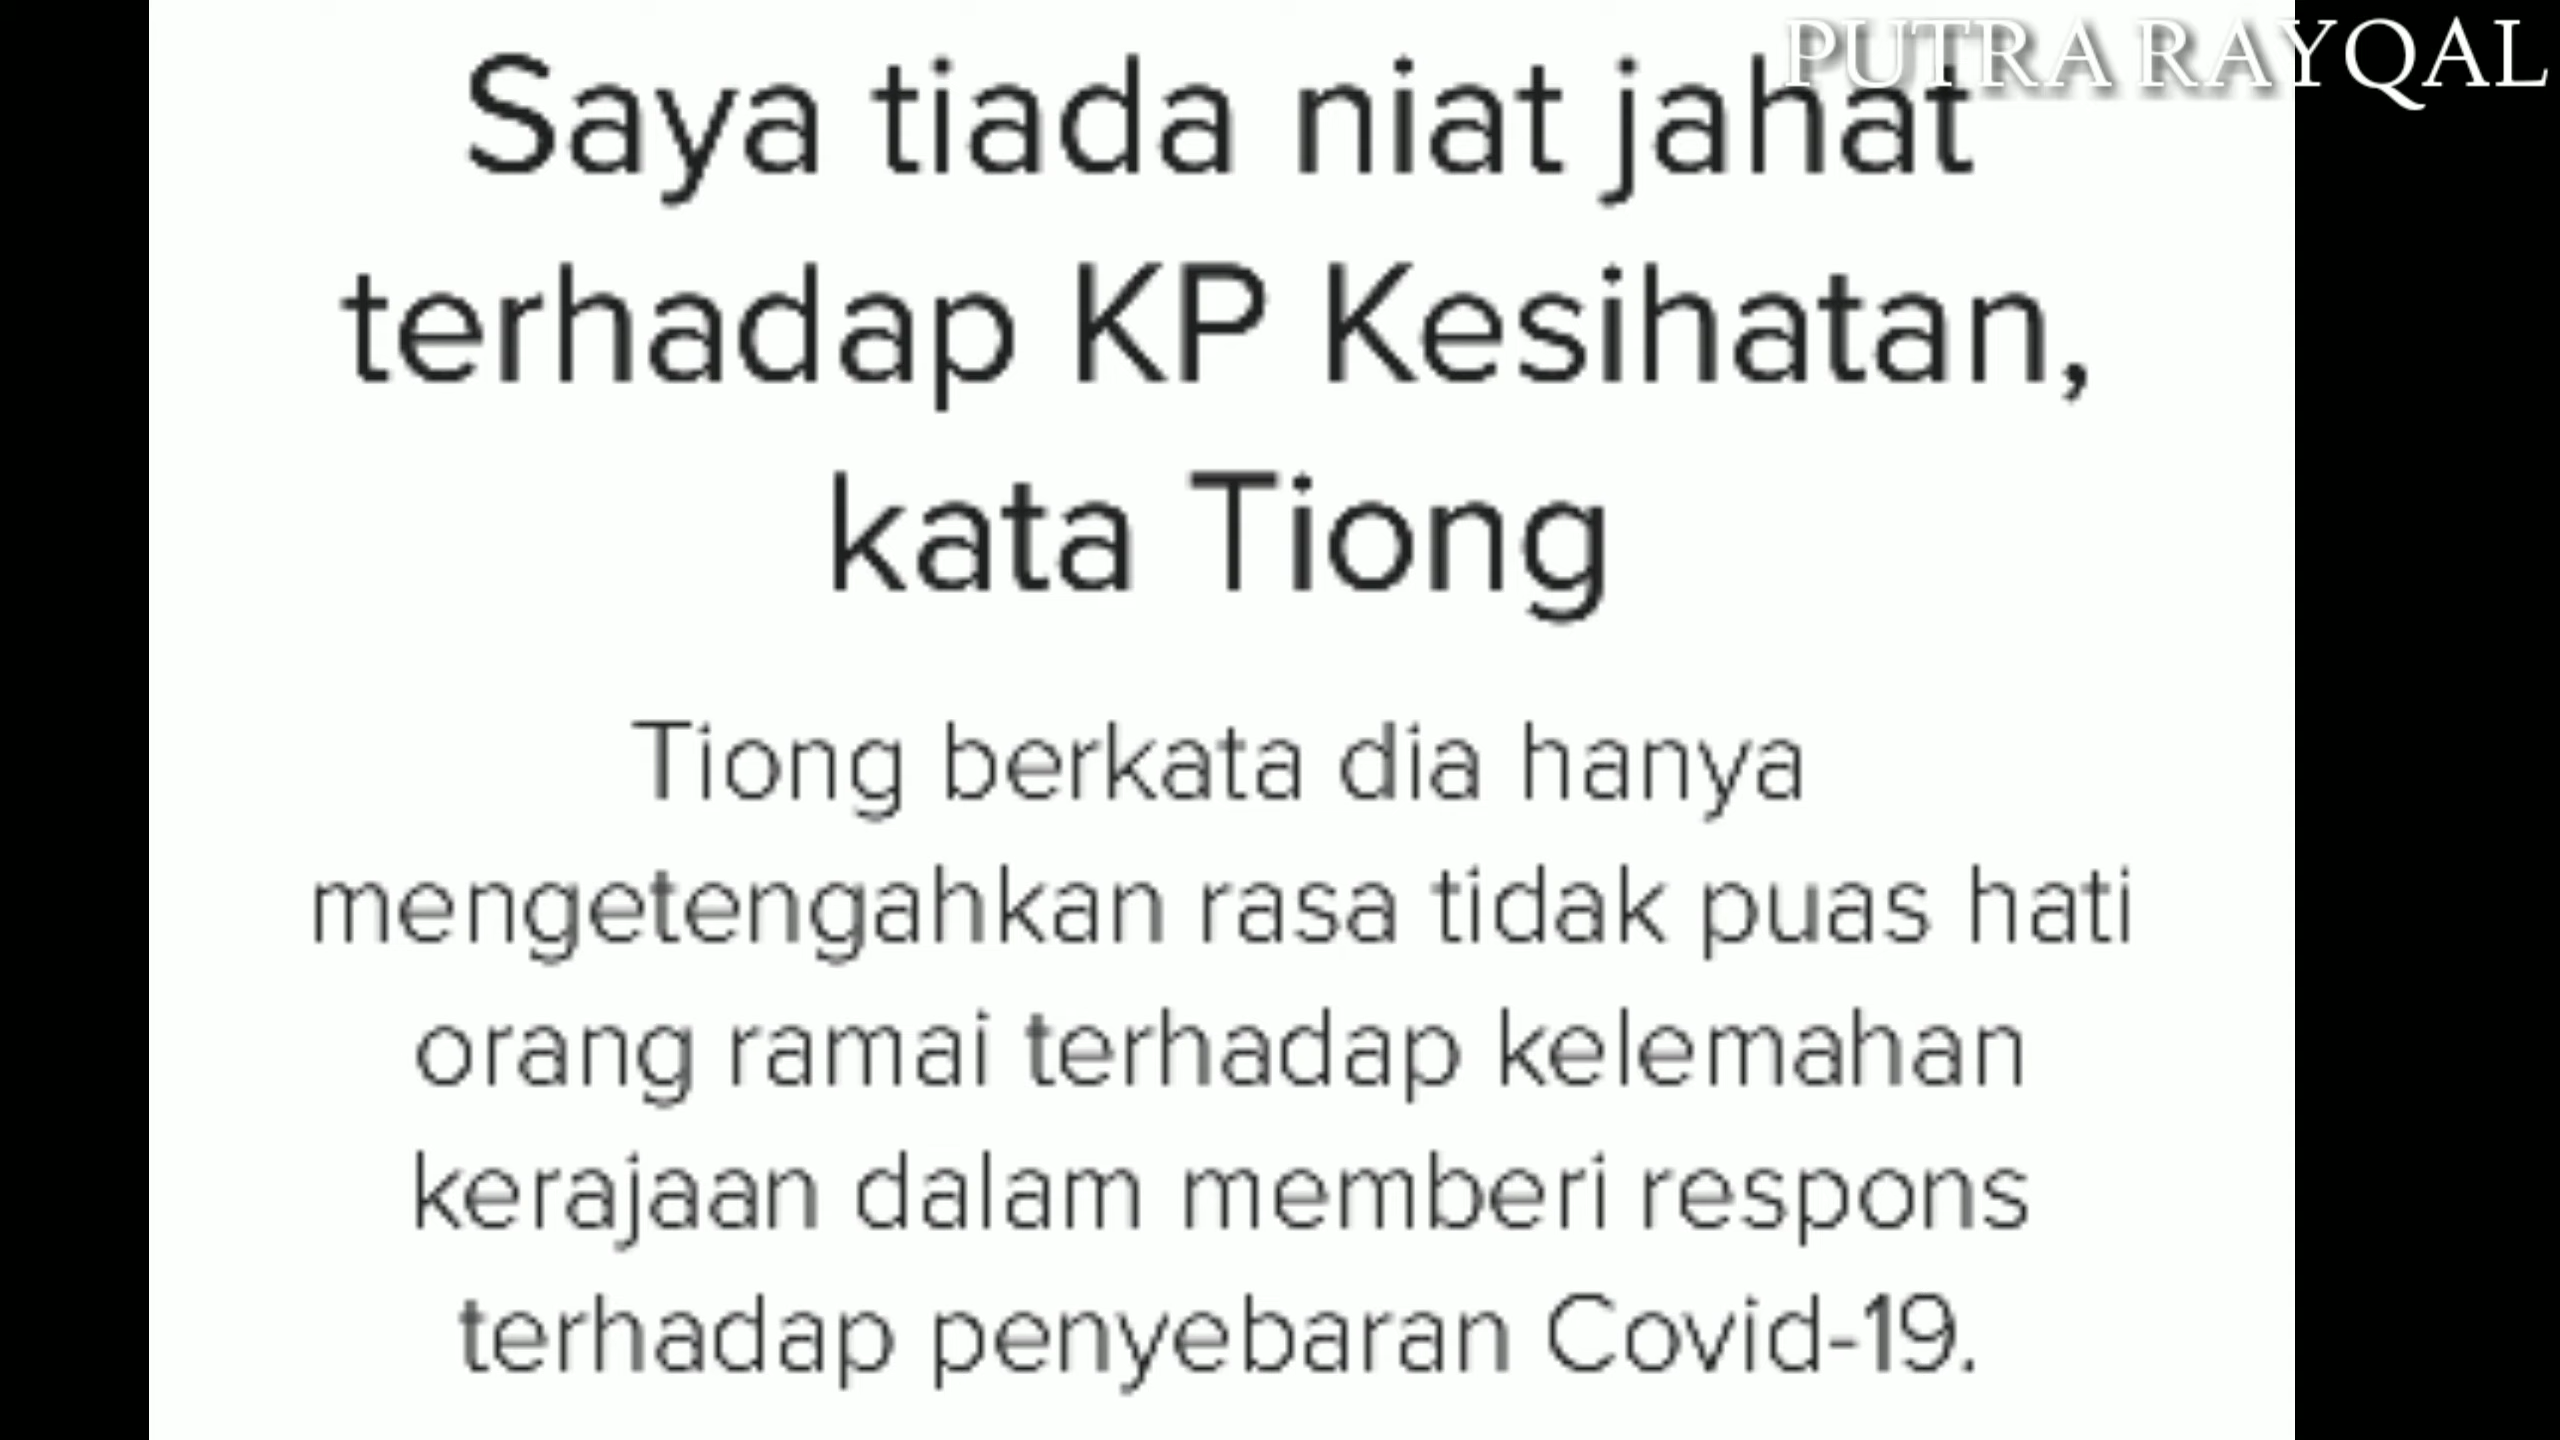 PUTRA RAYQAL
Saya tiada niat jahat
terhadap KP Kesihatan,
kata Tiong
Tiong berkata dia hanya
mengetengahkan rasa tidak puas hati
orang ramai terhadap kelemahan
kerajaan dalam memberi respons
terhadap penyebaran Covid-19.